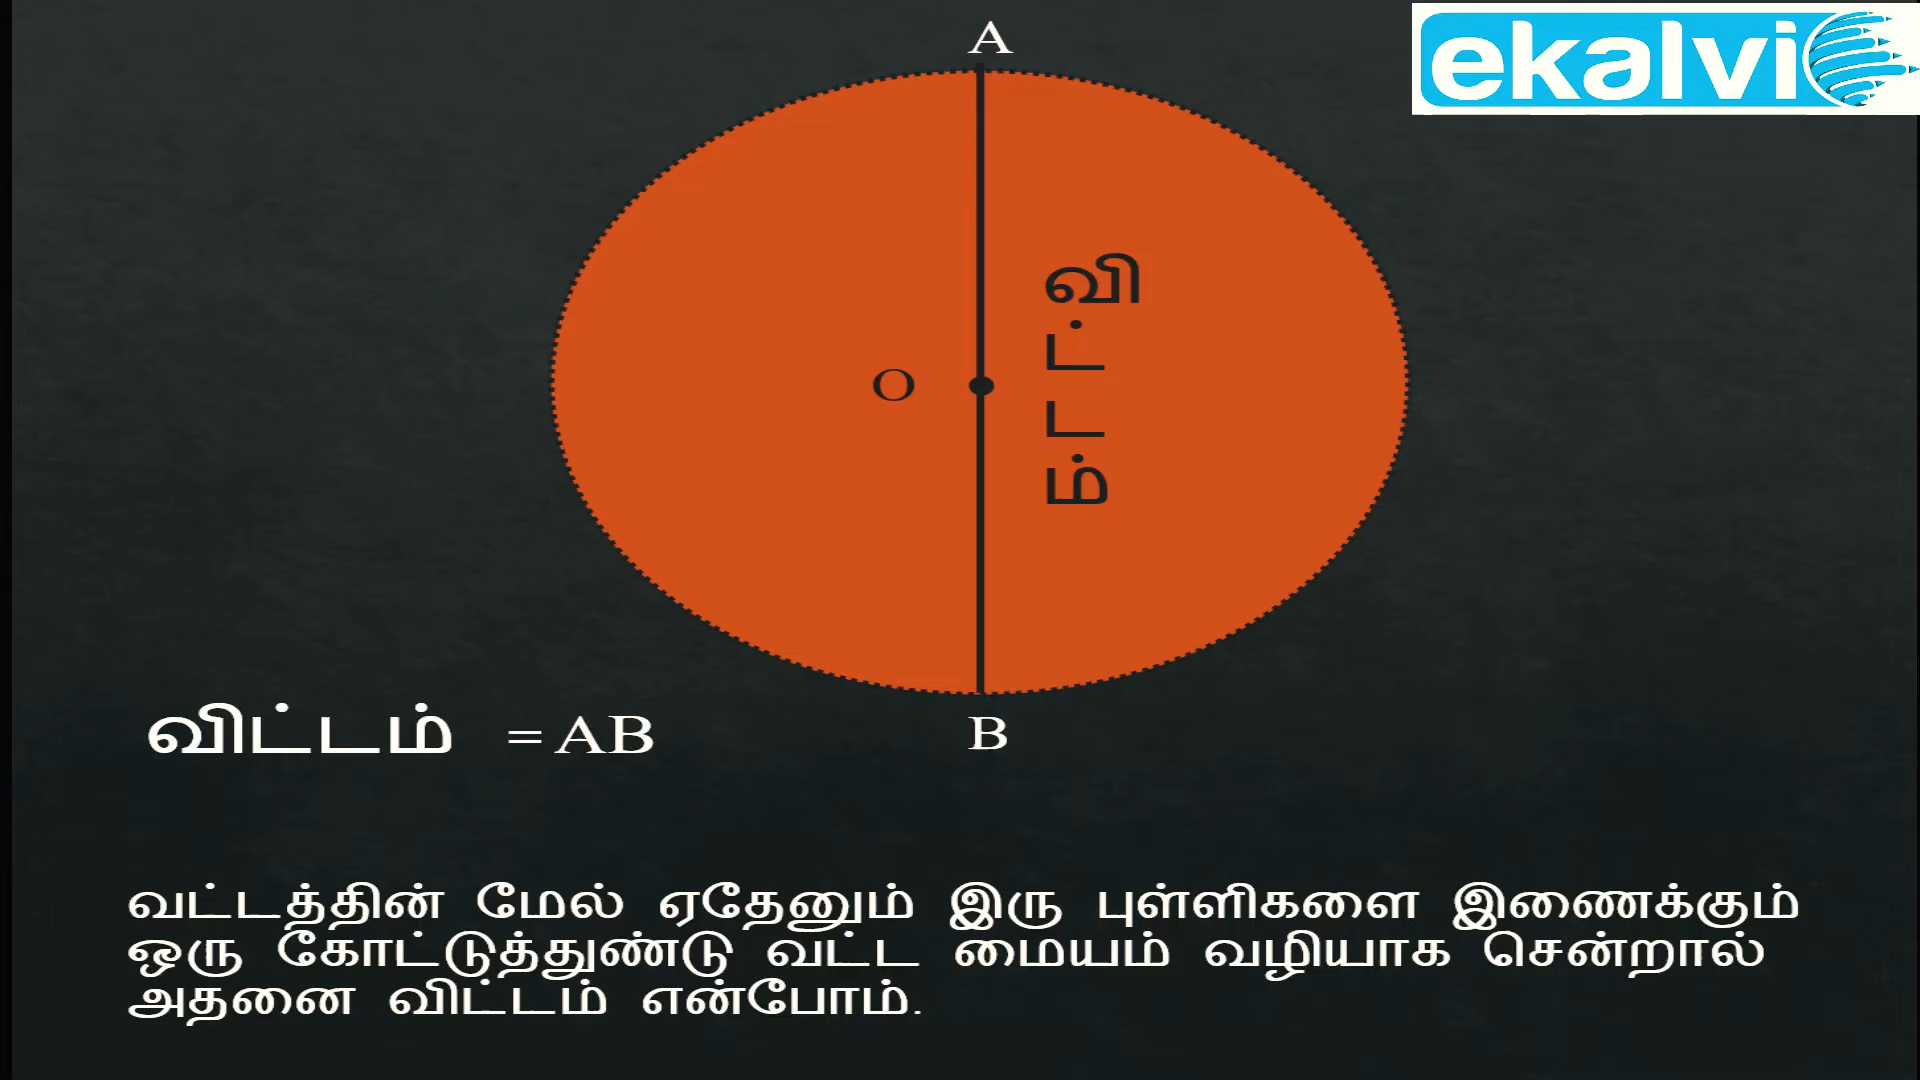 A
ekalvi
வி
ட்
ட
ம்
O
விட்டம் = AB
B
வட்டத்தின் மேல் ஏதேனும் இரு புள்ளிகளை இணைக்கும்
ஒரு கோட்டுத்துண்டு வட்ட மையம் வழியாக சென்றால்
அதனை விட்டம் என்போம்.